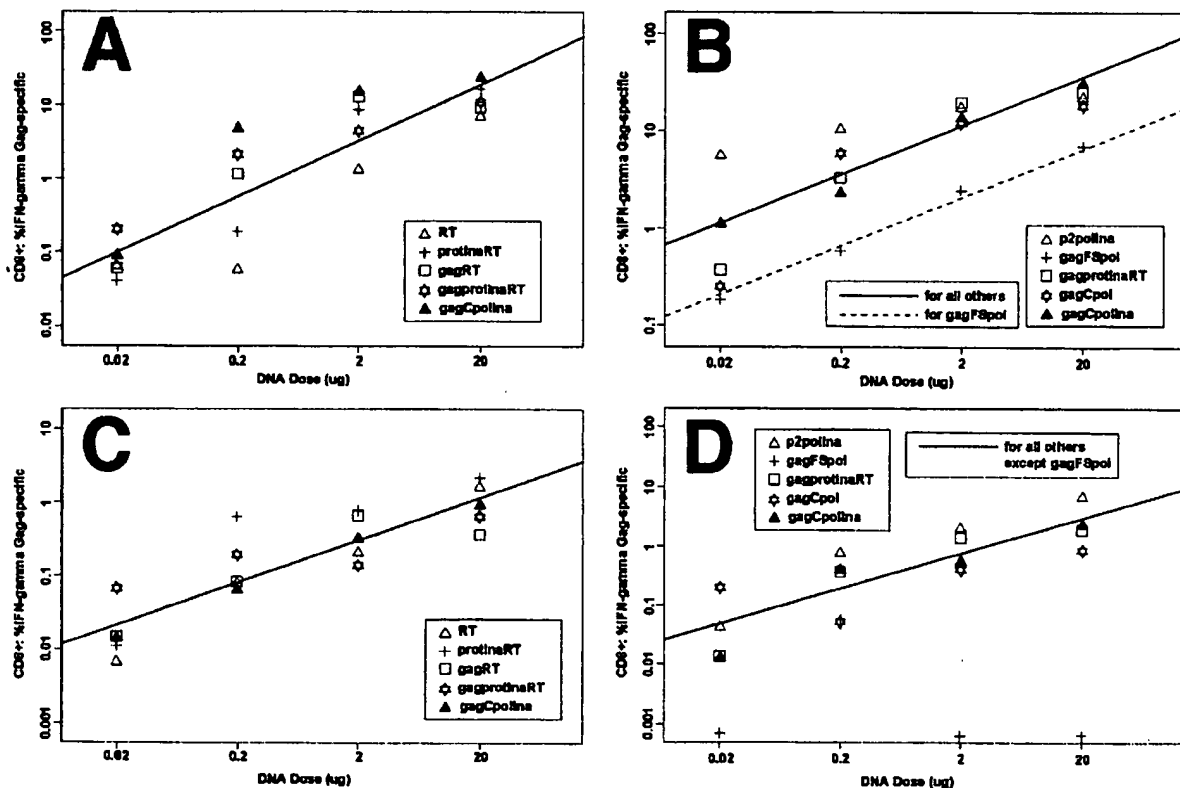 A
CD8+; %IFN-gamma Gag-specific
100
10
1
0.1
0.01
RT
protinaRT
gagRT
gagprotinaRT
gagCpolina
0.02
0.2
2
20
DNA Dose (ug)
B
CD8+; %IFN-gamma Gag-specific
100
10
1
0.1
for all others
for gagFSpol
p2polina
gagFSpol
gagprotinaRT
gagCpol
gagCpolina
0.02
0.2
2
20
DNA Dose (ug)
C
CD8+; %IFN-gamma Gag-specific
10
1
0.1
0.01
0.001
RT
protinaRT
gagRT
gagprotinaRT
gagCpolina
0.02
0.2
2
20
DNA Dose (ug)
D
CD8+; %IFN-gamma Gag-specific
100
10
1
0.1
0.01
0.001
p2polina
gagFSpol
gagprotinaRT
gagCpol
gagCpolina
for all others
except gagFSpol
0.02
0.2
2
20
DNA Dose (ug)